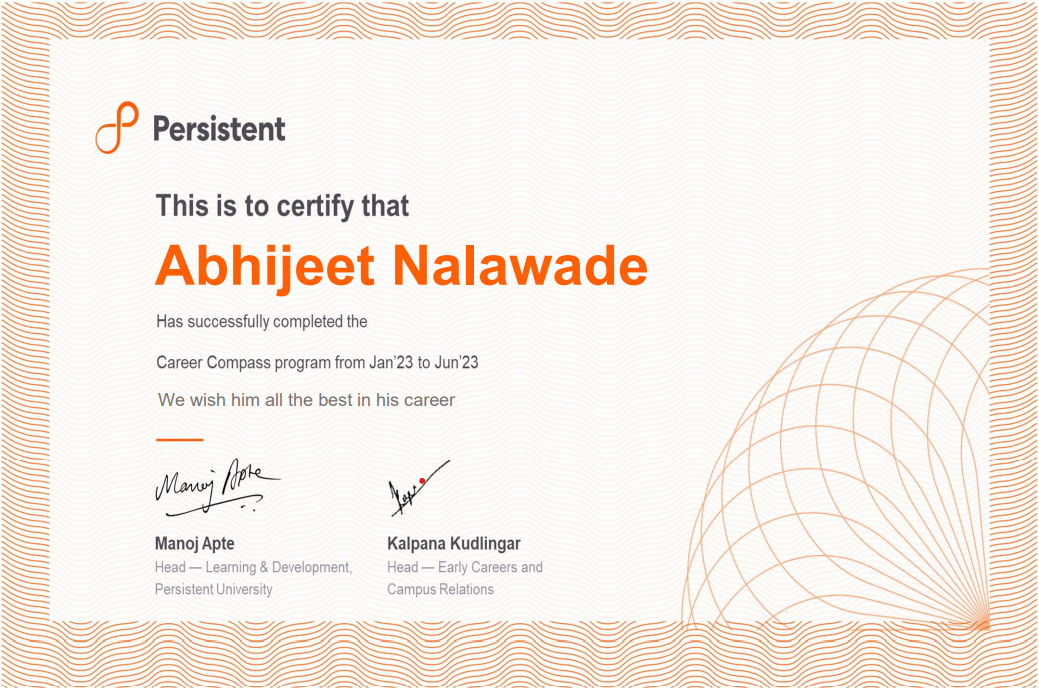 Persistent
This is to certify that
Abhijeet Nalawade
Has successfully completed the
Career Compass program from Jan'23 to Jun'23
We wish him all the best in his career
Manoj Apte
Manoj Apte
Head — Learning & Development,
Persistent University
Kalpana Kudlingar
Head — Early Careers and
Campus Relations